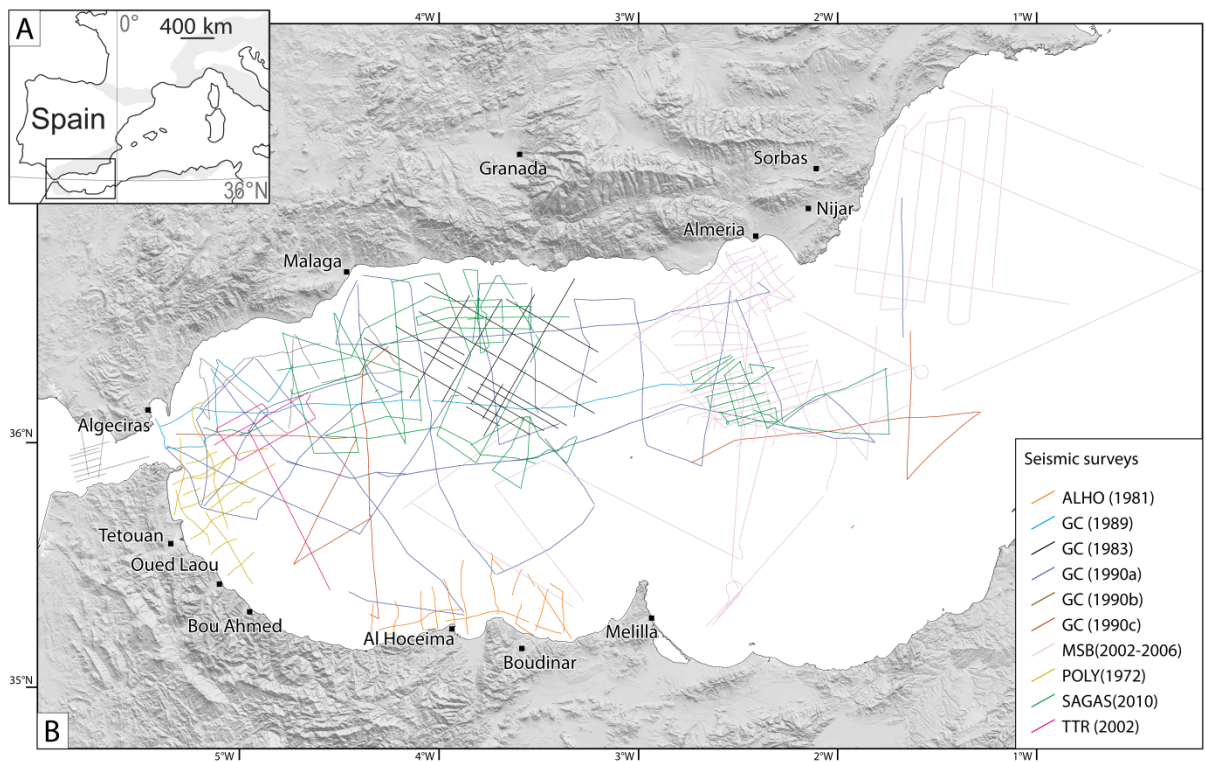 A
0°
400 km
Spain
36°N
4°W
3°W
2°W
1°W
Granada
Sorbas
Nijar
Almeria
Malaga
Algeciras
36°N
Tetouan
Oued Laou
Bou Ahmed
Al Hoceima
Boudinar
Melilla
35°N
B
Seismic surveys
ALHO (1981)
GC (1989)
GC (1983)
GC (1990a)
GC (1990b)
GC (1990c)
MSB(2002-2006)
POLY(1972)
SAGAS(2010)
TTR (2002)
5°W
4°W
3°W
2°W
1°W